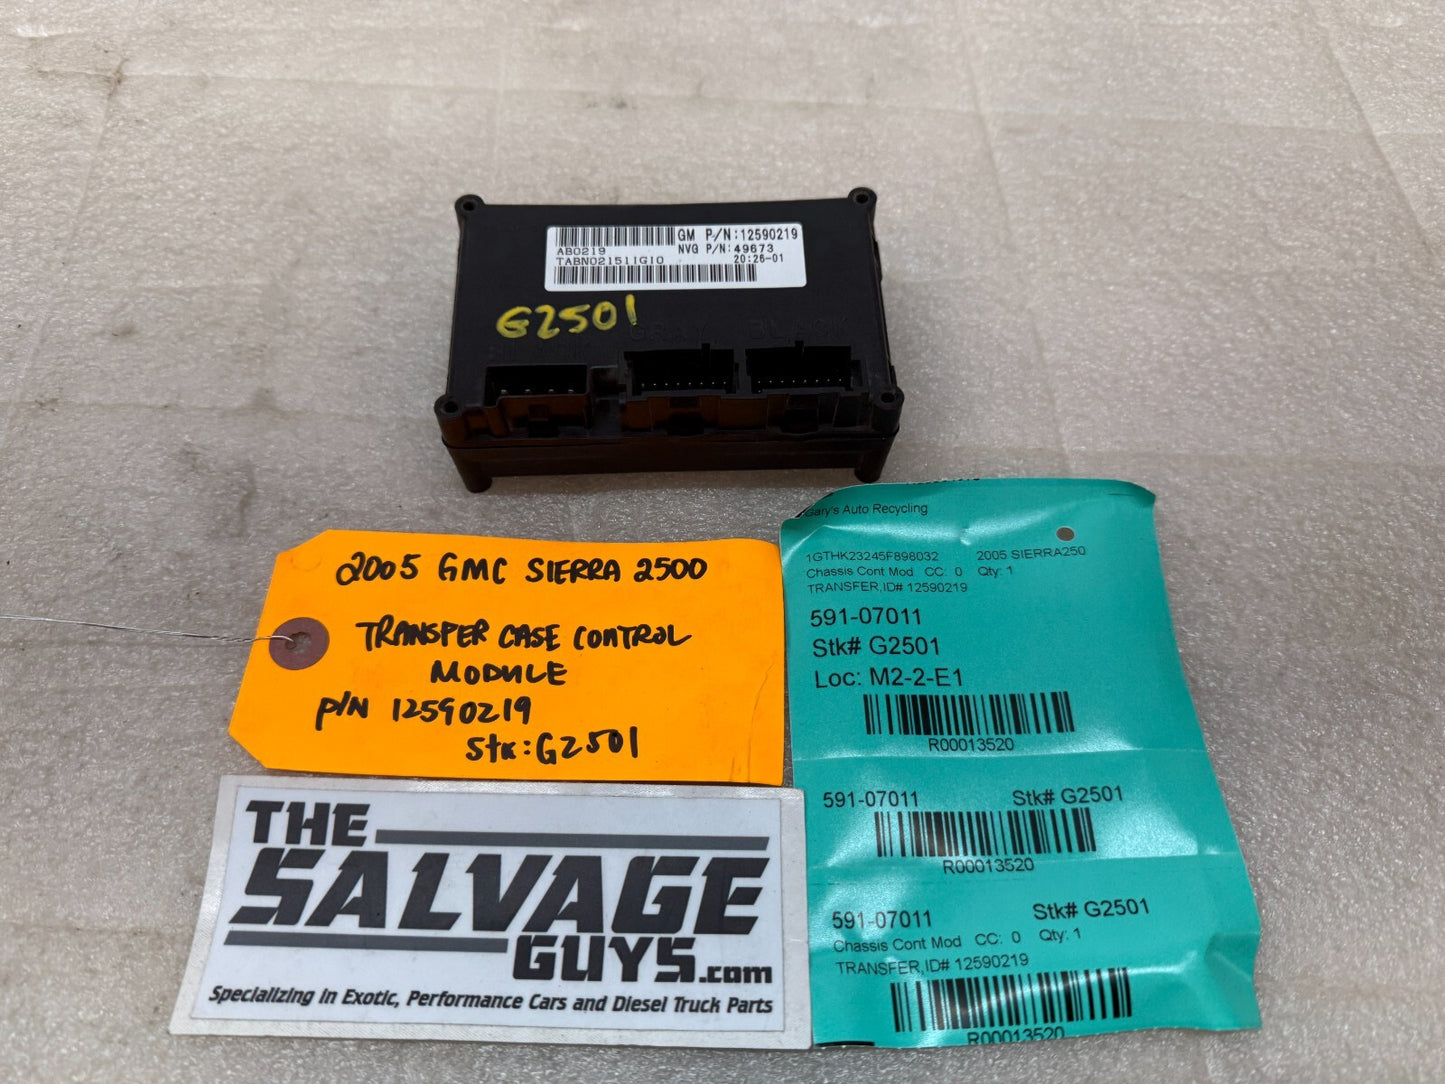 GM P/N:12590219
AB0219
NVG P/N:49673
TABN021511G10
20:26-01
G2501
GRAY
BLACK
2005 GMC SIERRA 2500
TRANSFER CASE CONTROL
MODULE
P/N 12590219
Stk:G2501
THE
SALVAGE
GUYS.com
Specializing in Exotic, Performance Cars and Diesel Truck Parts
Gary's Auto Recycling
1GTHK23245F898032 2005 SIERRA250
Chassis Cont Mod CC: 0 Qty: 1
TRANSFER,ID# 12590219
591-07011
Stk# G2501
Loc: M2-2-E1
R00013520
591-07011 Stk# G2501
R00013520
591-07011 Stk# G2501
Chassis Cont Mod CC: 0 Qty: 1
TRANSFER,ID# 12590219
R00013520